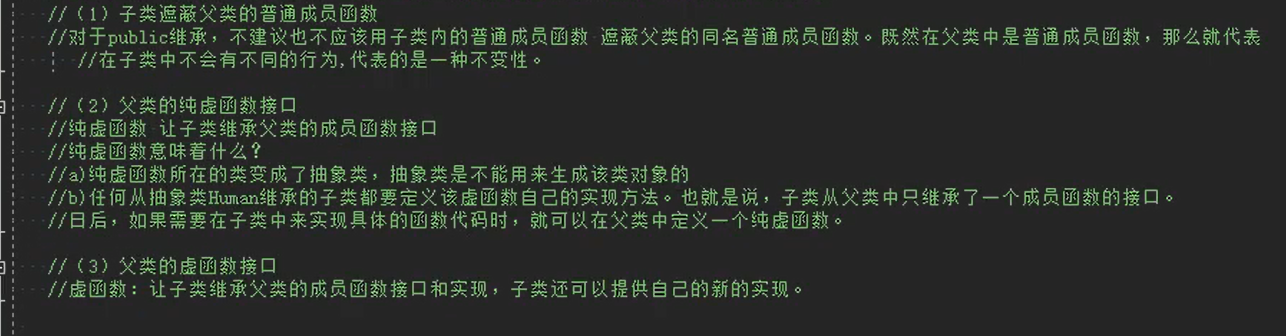 //（1）子类遮蔽父类的普通成员函数
//对于public继承，不建议也不应该用子类内的普通成员函数 遮蔽父类的同名普通成员函数。既然在父类中是普通成员函数，那么就代表
//在子类中不会有不同的行为,代表的是一种不变性。
//（2）父类的纯虚函数接口
//纯虚函数 让子类继承父类的成员函数接口
//纯虚函数意味着什么？
//a)纯虚函数所在的类变成了抽象类，抽象类是不能用来生成该类对象的
//b)任何从抽象类Human继承的子类都要定义该虚函数自己的实现方法。也就是说，子类从父类中只继承了一个成员函数的接口。
//日后，如果需要在子类中来实现具体的函数代码时，就可以在父类中定义一个纯虚函数。
//（3）父类的虚函数接口
//虚函数：让子类继承父类的成员函数接口和实现，子类还可以提供自己的新的实现。